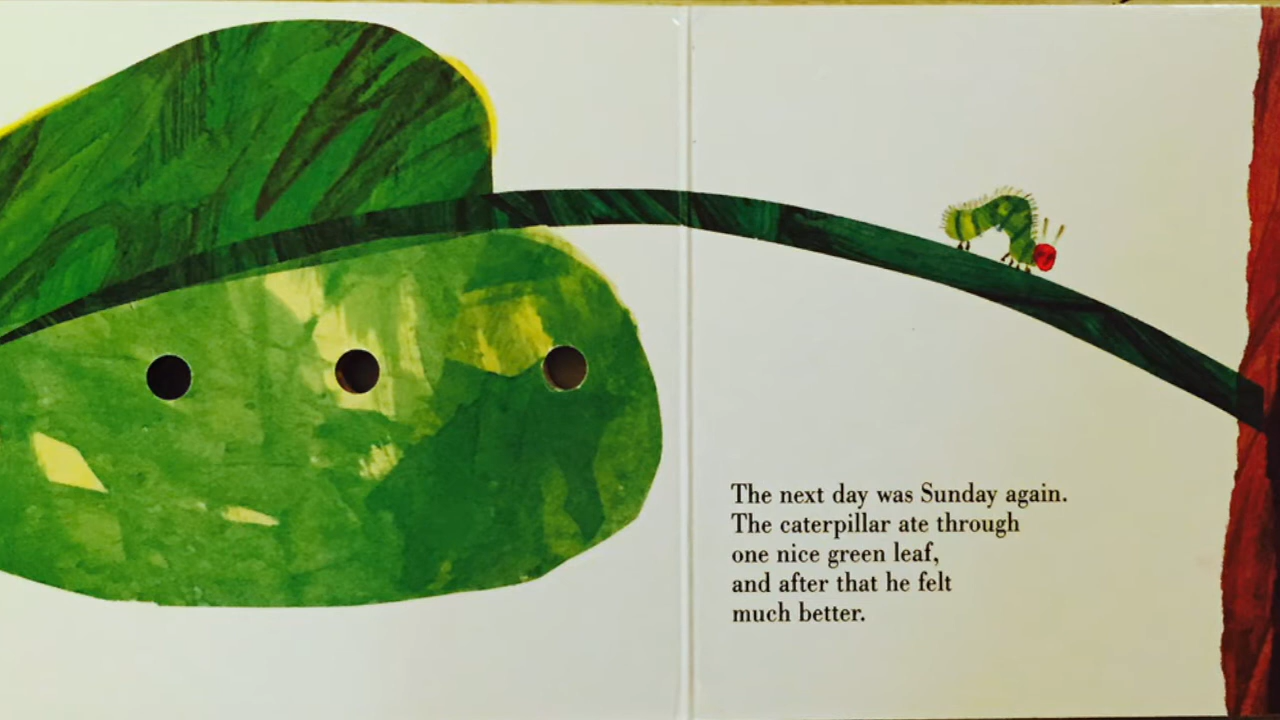 The next day was Sunday again.
The caterpillar ate through
one nice green leaf,
and after that he felt
much better.